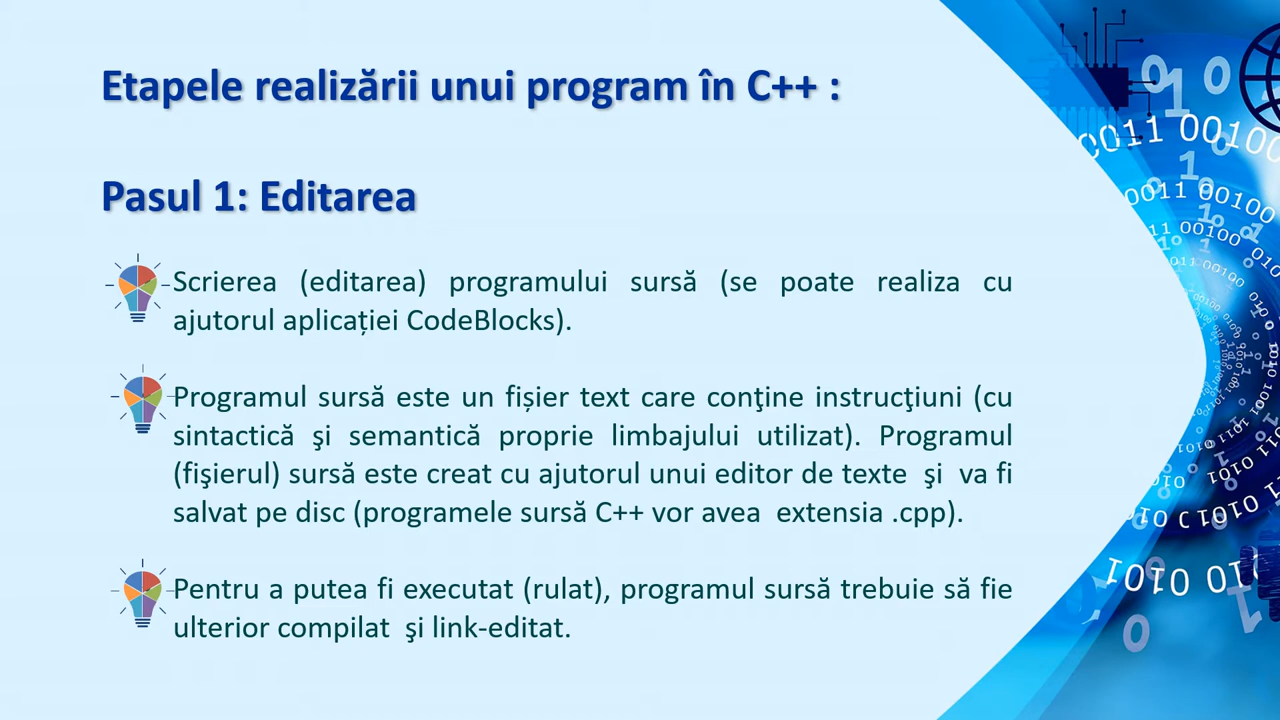 Etapele realizării unui program în C++ :
Pasul 1: Editarea
Scrierea (editarea) programului sursă (se poate realiza cu
ajutorul aplicației CodeBlocks).
Programul sursă este un fișier text care conţine instrucţiuni (cu
sintactică şi semantică proprie limbajului utilizat). Programul
(fişierul) sursă este creat cu ajutorul unui editor de texte şi va fi
salvat pe disc (programele sursă C++ vor avea extensia .cpp).
Pentru a putea fi executat (rulat), programul sursă trebuie să fie
ulterior compilat şi link-editat.